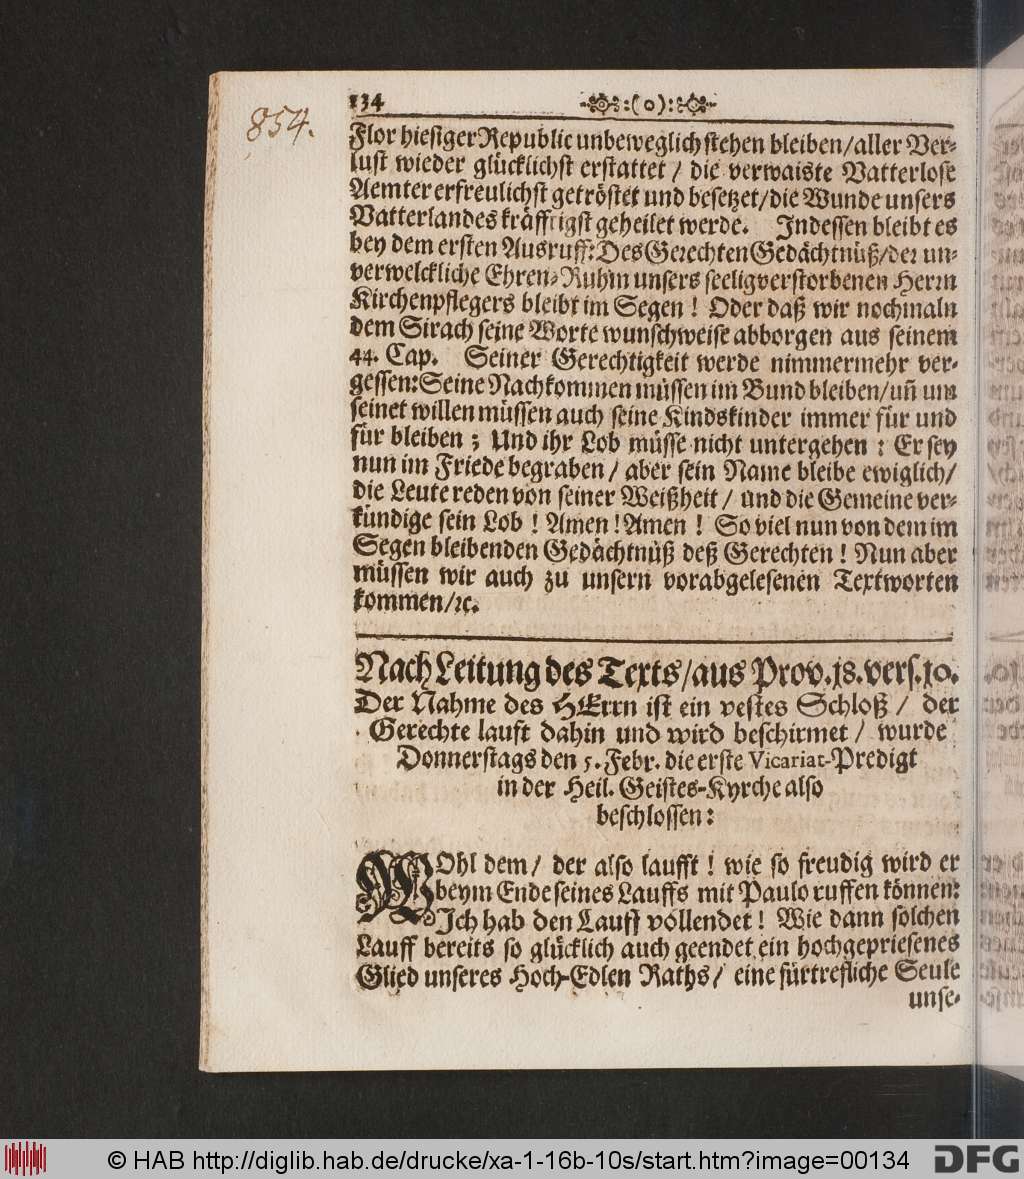 854.
134 :(o):
Flor hiesiger Republic unbeweglich stehen bleiben/ aller Ver-
lust wieder glücklichst erstattet / die verwaiste Vatterlose
Aemter erfreulichst getröstet und besetzet/ die Wunde unsers
Vatterlandes kräfftigst geheilet werde. Indessen bleibt es
bey dem ersten Ausruff: Des Gerechten Gedächtnüß/ der un-
verwelckliche Ehren-Ruhm unsers seeligverstorbenen Herrn
Kirchenpflegers bleibt im Segen ! Oder daß wir nochmaln
dem Sirach seine Worte wunschweise abborgen aus seinem
44. Cap. Seiner Gerechtigkeit werde nimmermehr ver-
gessen: Seine Nachkommen müssen im Bund bleiben/ uñ um
seinet willen müssen auch seine Kindskinder immer für und
für bleiben ; Und ihr Lob müsse nicht untergehen : Er sey
nun im Friede begraben / aber sein Name bleibe ewiglich/
die Leute reden von seiner Weißheit / und die Gemeine ver-
kündige sein Lob ! Amen ! Amen ! So viel nun von dem im
Segen bleibenden Gedächtnüß deß Gerechten ! Nun aber
müssen wir auch zu unsern vorabgelesenen Textworten
kommen/ ꝛc.
Nach Leitung des Texts/ aus Prov. 18. vers. 10.
Der Nahme des HErrn ist ein vestes Schloß / der
Gerechte lauft dahin und wird beschirmet / wurde
Donnerstags den 5. Febr. die erste Vicariat-Predigt
in der Heil. Geistes-Kyrche also
beschlossen:
WOhl dem / der also laufft ! wie so freudig wird er
beym Ende seines Lauffs mit Paulo ruffen können:
Ich hab den Lauff vollendet ! Wie dann solchen
Lauff bereits so glücklich auch geendet ein hochgepriesenes
Glied unseres Hoch-Edlen Raths/ eine fürtrefliche Seule
unse-
© HAB http://diglib.hab.de/drucke/xa-1-16b-10s/start.htm?image=00134
DFG